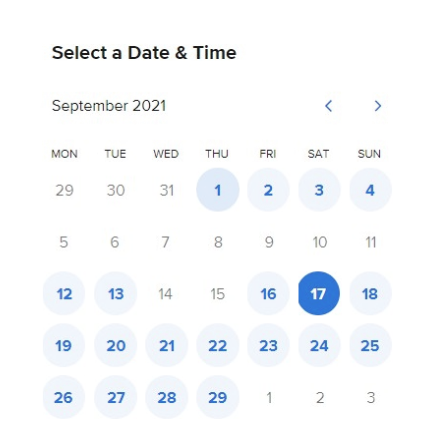 Select a Date & Time
September 2021
MON TUE WED THU FRI SAT SUN
29 30 31 1 2 3 4
5 6 7 8 9 10 11
12 13 14 15 16 17 18
19 20 21 22 23 24 25
26 27 28 29 1 2 3